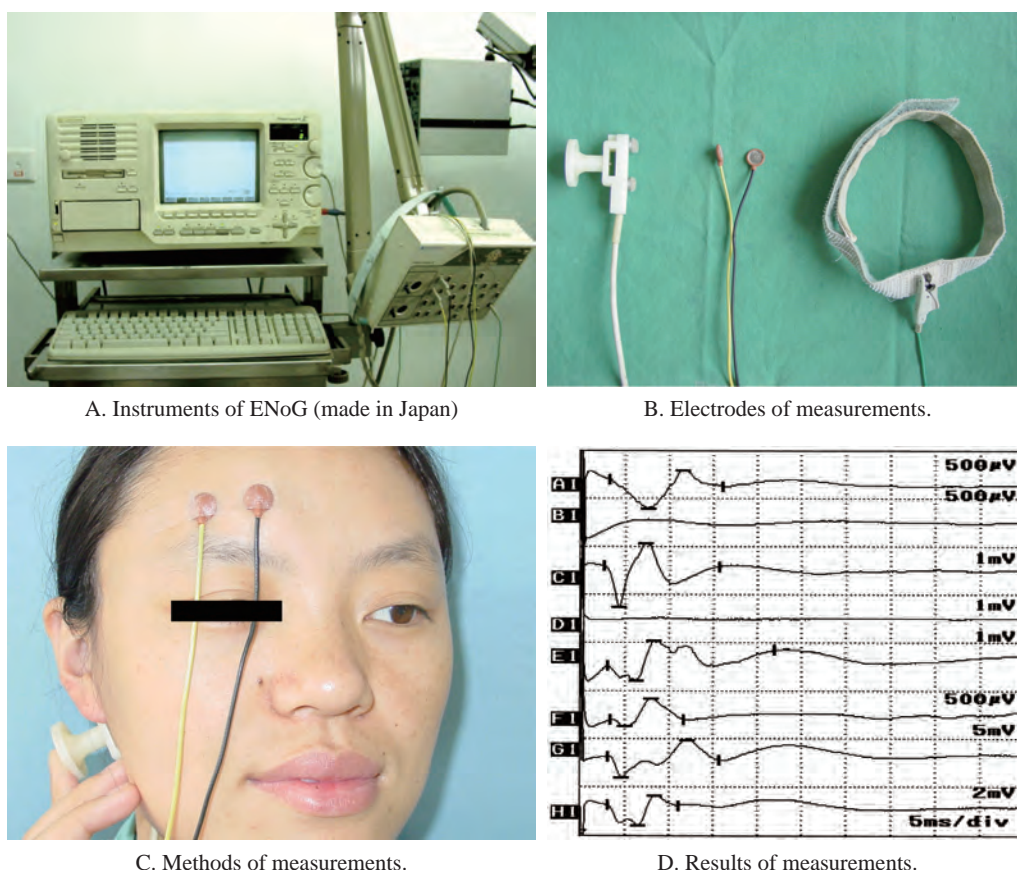 A. Instruments of ENoG (made in Japan)
B. Electrodes of measurements.
A1
500µV
500µV
B1
1mV
C1
1mV
D1
1mV
E1
500µV
F1
5mV
G1
2mV
H1
5ms/div
C. Methods of measurements.
D. Results of measurements.